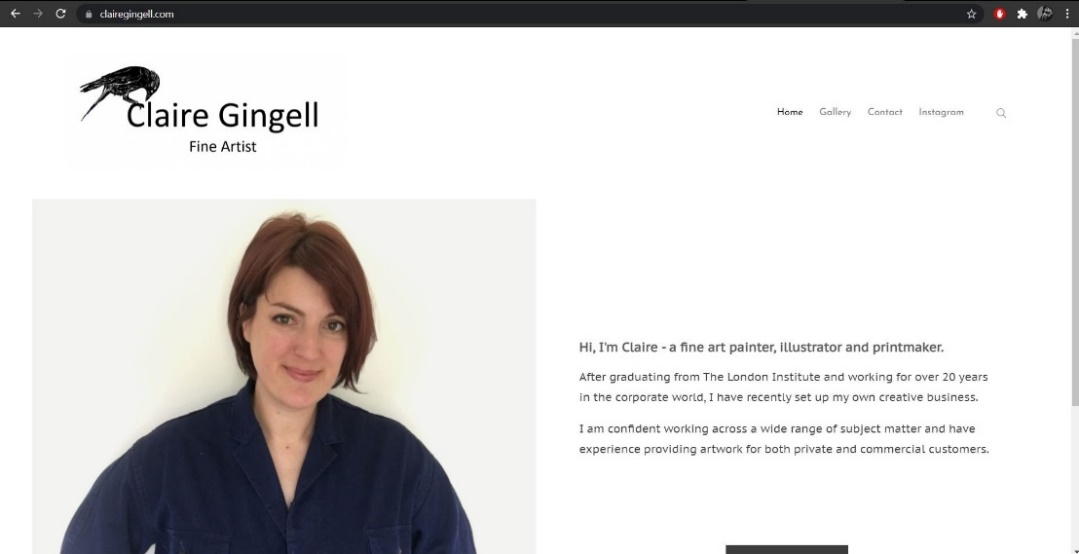 clairegingell.com
Claire Gingell
Fine Artist
Home Gallery Contact Instagram
Hi, I'm Claire - a fine art painter, illustrator and printmaker.
After graduating from The London Institute and working for over 20 years
in the corporate world, I have recently set up my own creative business.
I am confident working across a wide range of subject matter and have
experience providing artwork for both private and commercial customers.